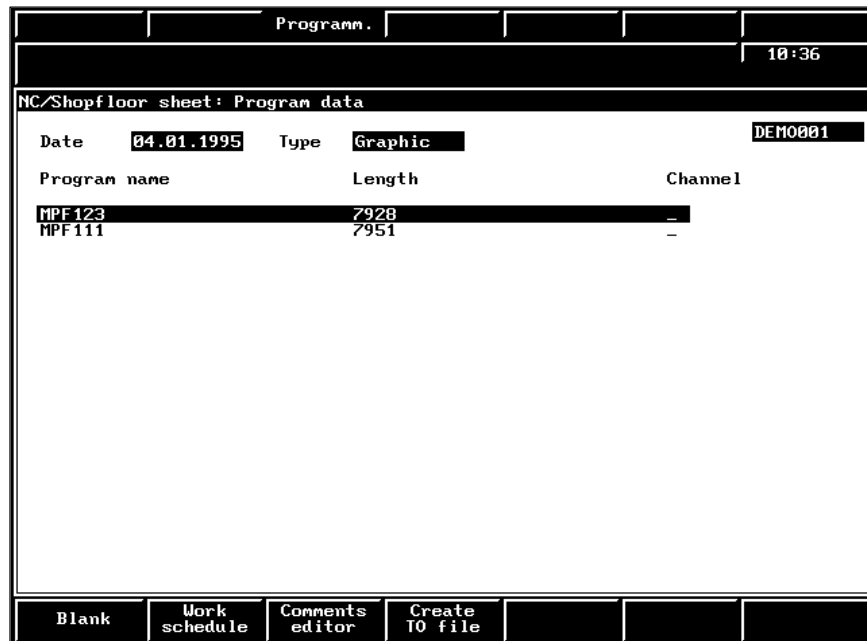 Programm.
10:36
NC/Shopfloor sheet: Program data
Date 04.01.1995 Type Graphic DEMO001
Program name Length Channel
MPF123 7928 _
MPF111 7951 _
Blank Work schedule Comments editor Create TO file